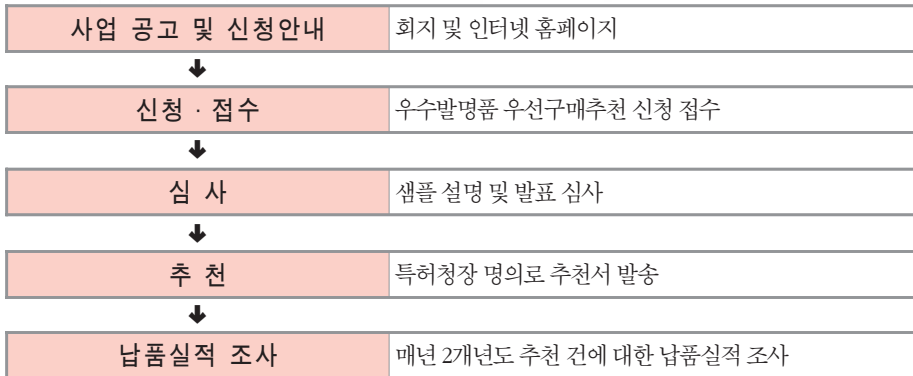 사업 공고 및 신청안내 회지 및 인터넷 홈페이지
신청 · 접수 우수발명품 우선구매추천 신청 접수
심 사 샘플 설명 및 발표 심사
추 천 특허청장 명의로 추천서 발송
납품실적 조사 매년 2개년도 추천 건에 대한 납품실적 조사